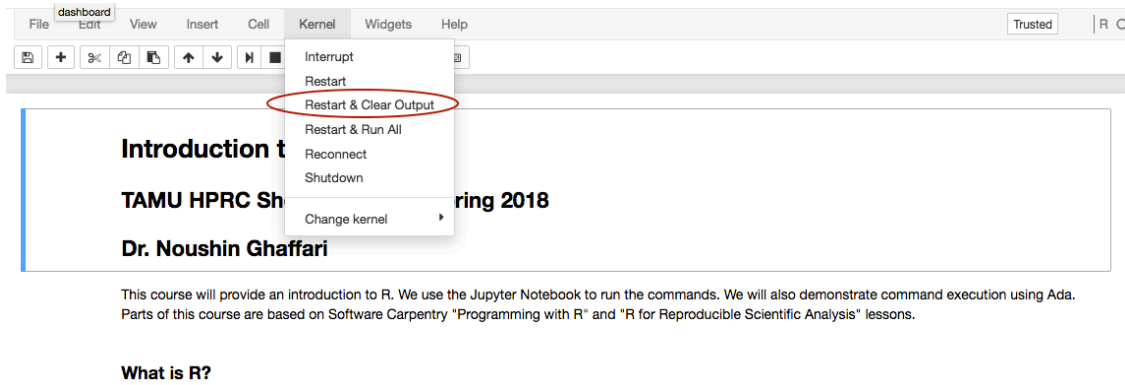 dashboard
File Edit View Insert Cell Kernel Widgets Help Trusted R
Interrupt
Restart
Restart & Clear Output
Restart & Run All
Reconnect
Shutdown
Change kernel
Introduction t
TAMU HPRC Sh ring 2018
Dr. Noushin Ghaffari
This course will provide an introduction to R. We use the Jupyter Notebook to run the commands. We will also demonstrate command execution using Ada.
Parts of this course are based on Software Carpentry "Programming with R" and "R for Reproducible Scientific Analysis" lessons.
What is R?